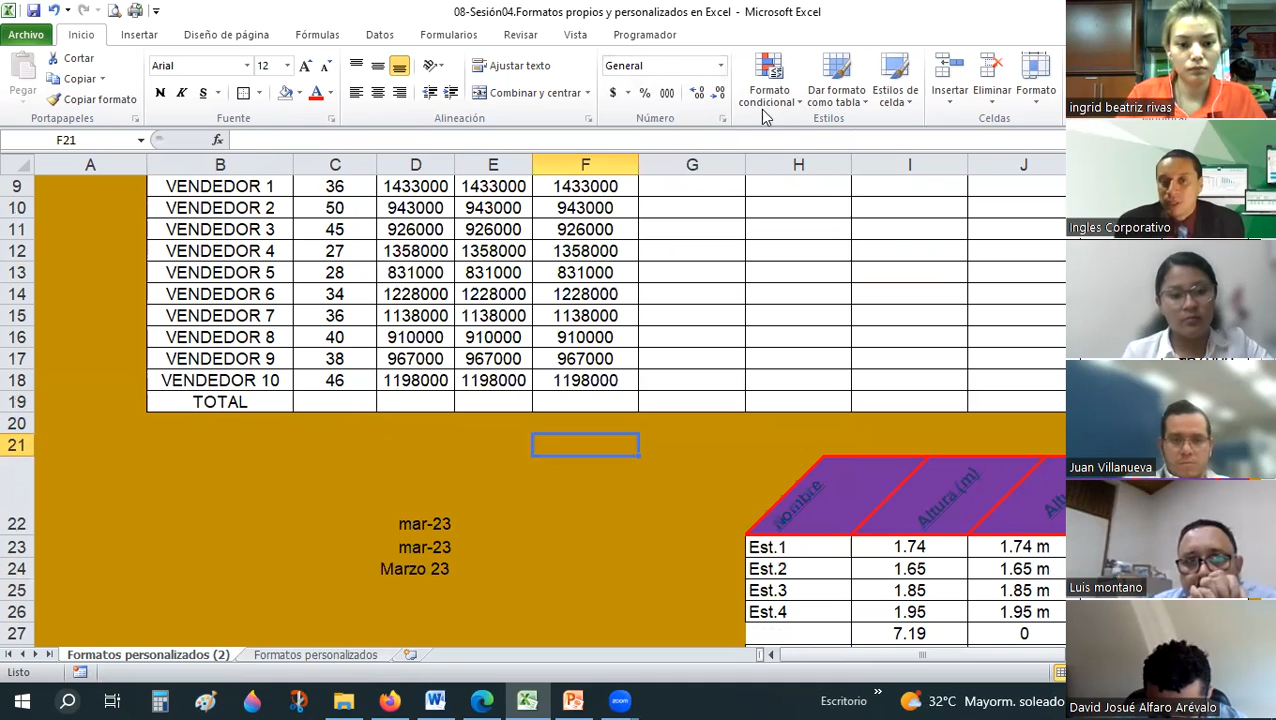 08-Sesión04.Formatos propios y personalizados en Excel - Microsoft Excel
Archivo Inicio Insertar Diseño de página Fórmulas Datos Formularios Revisar Vista Programador
Pegar Cortar Copiar Copiar formato
Portapapeles
Arial 12
N K S A
Fuente
Ajustar texto
Combinar y centrar
Alineación
General
$ % 000
Número
Formato condicional Dar formato como tabla Estilos de celda
Estilos
Insertar Eliminar Formato
Celdas
F21 fx
A B C D E F G H I J
9 VENDEDOR 1 36 1433000 1433000 1433000
10 VENDEDOR 2 50 943000 943000 943000
11 VENDEDOR 3 45 926000 926000 926000
12 VENDEDOR 4 27 1358000 1358000 1358000
13 VENDEDOR 5 28 831000 831000 831000
14 VENDEDOR 6 34 1228000 1228000 1228000
15 VENDEDOR 7 36 1138000 1138000 1138000
16 VENDEDOR 8 40 910000 910000 910000
17 VENDEDOR 9 38 967000 967000 967000
18 VENDEDOR 10 46 1198000 1198000 1198000
19 TOTAL
20
21
Nombre Altura (m) Altu
22 mar-23
23 mar-23 Est.1 1.74 1.74 m
24 Marzo 23 Est.2 1.65 1.65 m
25 Est.3 1.85 1.85 m
26 Est.4 1.95 1.95 m
27 7.19 0
Formatos personalizados (2) Formatos personalizados
Listo
Escritorio » 32°C Mayorm. soleado
ingrid beatriz rivas
Ingles Corporativo
Juan Villanueva
Luis montano
David Josué Alfaro Arévalo